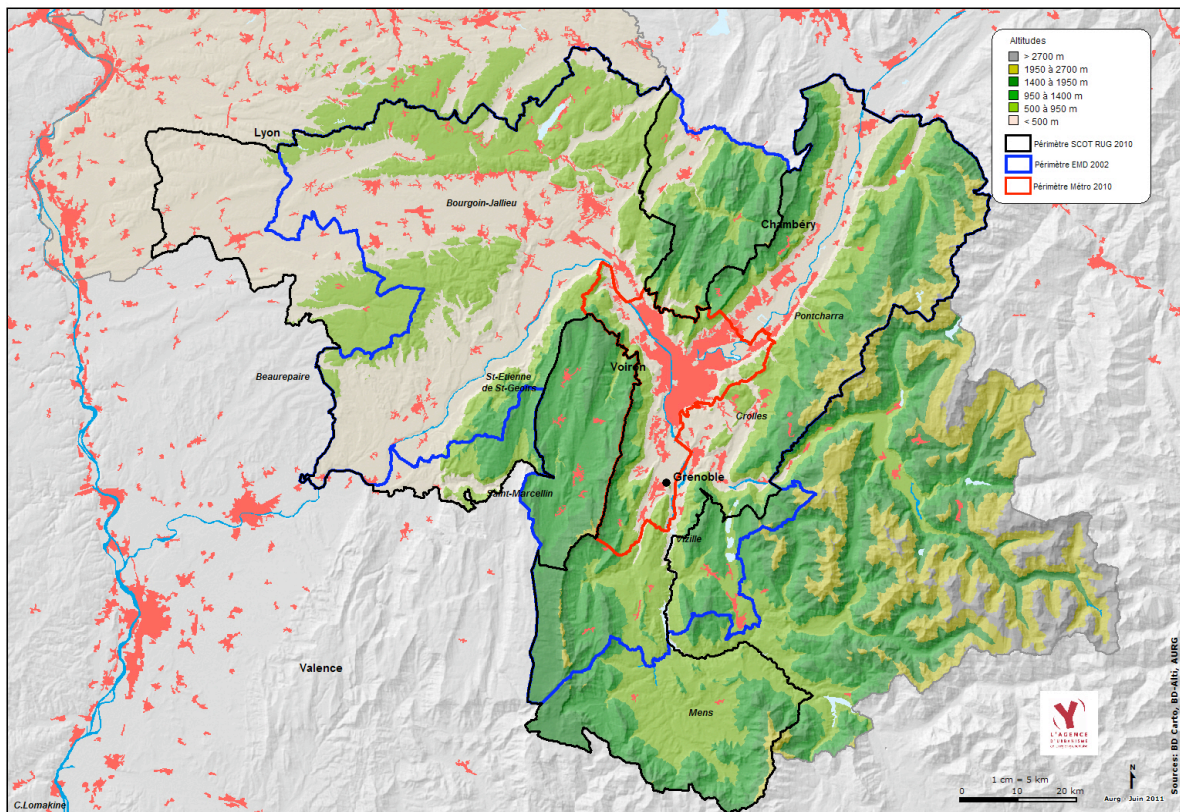 Altitudes
> 2700 m
1950 à 2700 m
1400 à 1950 m
950 à 1400 m
500 à 950 m
< 500 m
Périmètre SCOT RUG 2010
Périmètre EMD 2002
Périmètre Métro 2010
Lyon
Bourgoin-Jallieu
Chambéry
Pontcharra
Beaurepaire
St-Etienne
de St-Geoirs
Voiron
Crolles
Saint-Marcellin
Grenoble
Vizille
Valence
Mens
L'AGENCE
D'URBANISME
1 cm = 5 km
0 10 20 km
N
Aurg - Juin 2011
Sources: BD Carto, BD-Alti, AURG
C.Lomakine